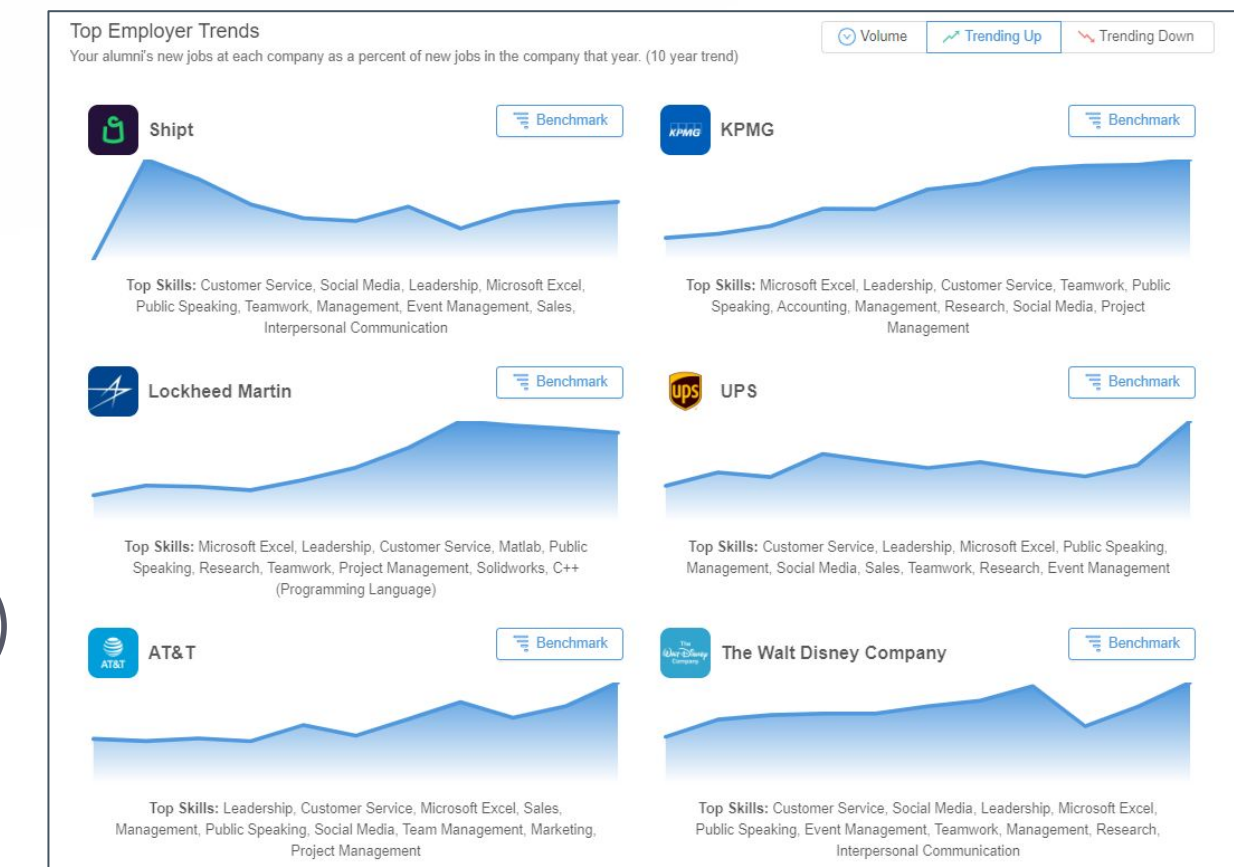 Top Employer Trends
Volume
Trending Up
Trending Down
Your alumni's new jobs at each company as a percent of new jobs in the company that year. (10 year trend)
Shipt
Benchmark
Top Skills: Customer Service, Social Media, Leadership, Microsoft Excel,
Public Speaking, Teamwork, Management, Event Management, Sales,
Interpersonal Communication
KPMG
KPMG
Benchmark
Top Skills: Microsoft Excel, Leadership, Customer Service, Teamwork, Public
Speaking, Accounting, Management, Research, Social Media, Project
Management
Lockheed Martin
Benchmark
Top Skills: Microsoft Excel, Leadership, Customer Service, Matlab, Public
Speaking, Research, Teamwork, Project Management, Solidworks, C++
(Programming Language)
ups
UPS
Benchmark
Top Skills: Customer Service, Leadership, Microsoft Excel, Public Speaking,
Management, Social Media, Sales, Teamwork, Research, Event Management
AT&T
AT&T
Benchmark
Top Skills: Leadership, Customer Service, Microsoft Excel, Sales,
Management, Public Speaking, Social Media, Team Management, Marketing,
Project Management
The
Walt Disney
Company
The Walt Disney Company
Benchmark
Top Skills: Customer Service, Social Media, Leadership, Microsoft Excel,
Public Speaking, Event Management, Teamwork, Management, Research,
Interpersonal Communication